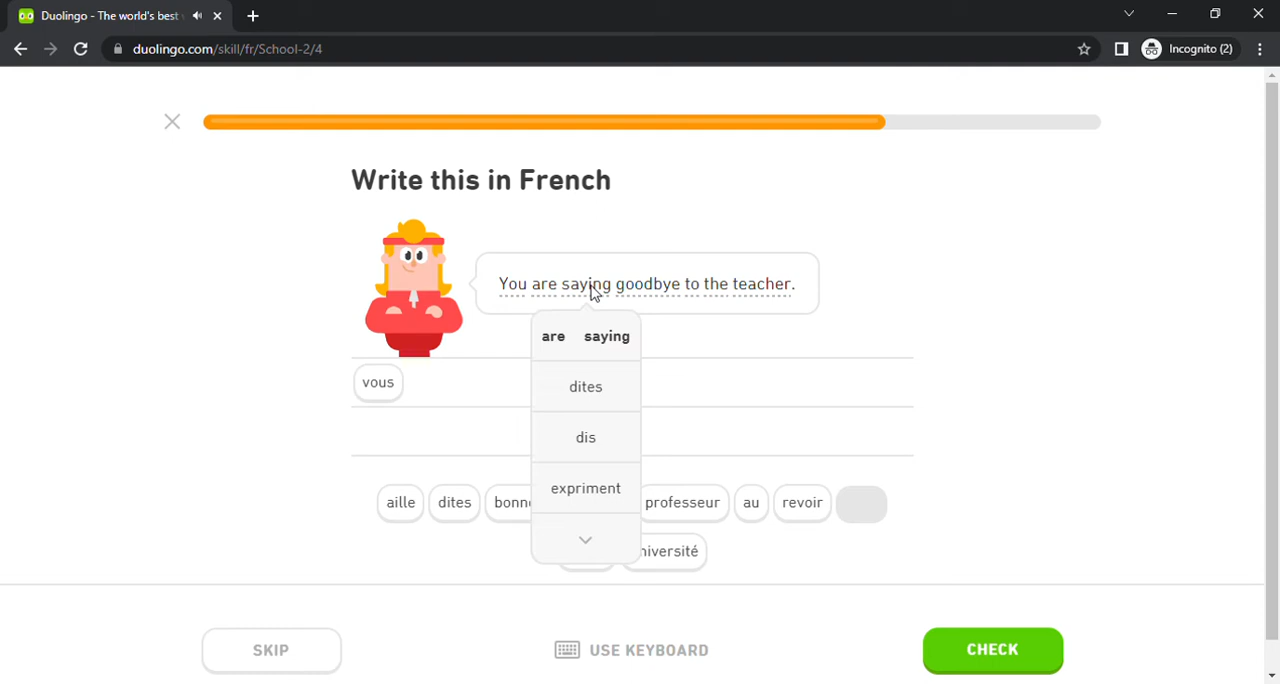 Duolingo - The world's best
duolingo.com/skill/fr/School-2/4
Incognito (2)
Write this in French
You are saying goodbye to the teacher.
are saying
vous
dites
dis
expriment
aille dites professeur au revoir
SKIP
USE KEYBOARD
CHECK